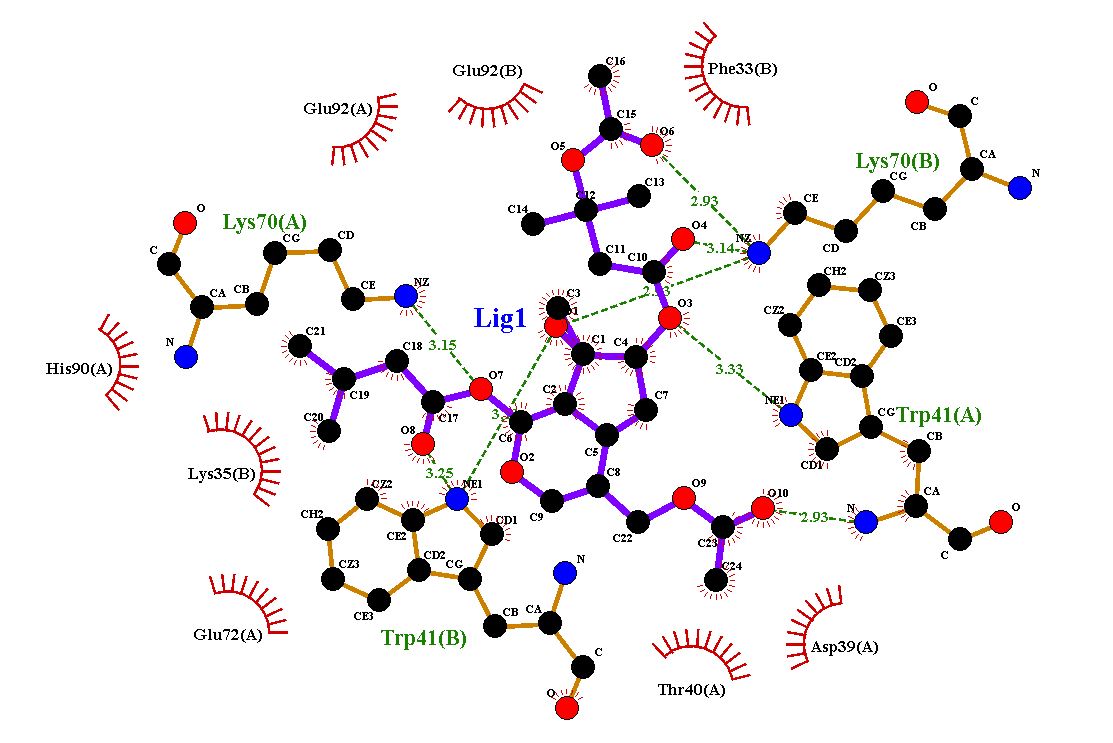 C16
Glu92(B)
Phe33(B)
O
C
Glu92(A)
C15
O6
O5
Lys70(B)
CA
CG
N
C13
2.93
CE
C12
CB
O
Lys70(A)
C14
O4
NZ
CD
3.14
CG
CD
C
C11
C10
CH2
CZ3
CA
CB
CE
NZ
C3
O3
CZ2
CE3
Lig1
O1
N
C21
C18
3.15
C1
C4
CE2
CD2
His90(A)
C19
O7
C2
C7
3.33
NE1
CG
Trp41(A)
C20
C17
C6
O8
C5
CB
CD1
Lys35(B)
3.25
O2
C8
CZ2
NE1
O9
O10
CA
CH2
C9
2.93
N
O
CE2
CD1
C22
C23
C
CZ3
CD2
CG
N
C24
CE3
Glu72(A)
CB
CA
Trp41(B)
Asp39(A)
C
Thr40(A)
O